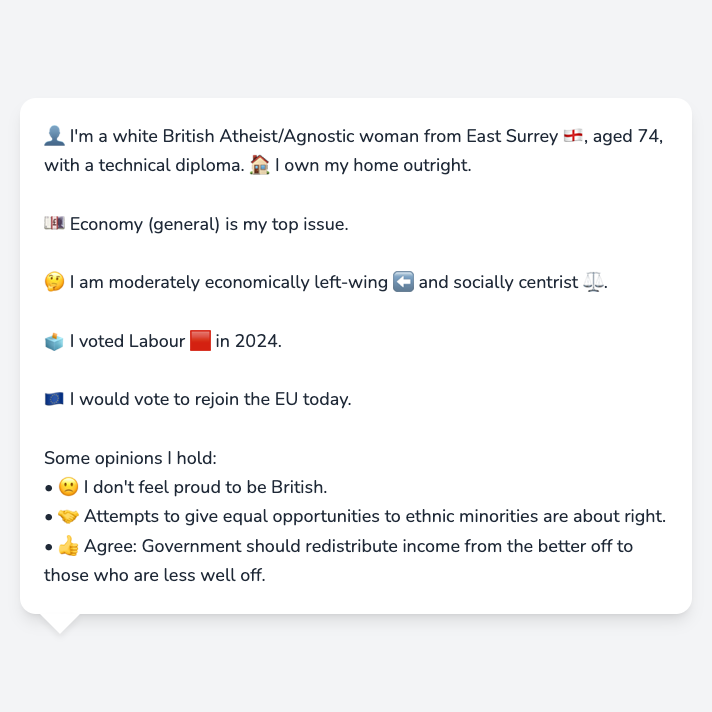 👤 I'm a white British Atheist/Agnostic woman from East Surrey 🏴󠁧󠁢󠁥󠁮󠁧󠁿, aged 74,
with a technical diploma. 🏠 I own my home outright.
💷 Economy (general) is my top issue.
🤔 I am moderately economically left-wing ⬅️ and socially centrist ⚖️.
🗳️ I voted Labour 🟥 in 2024.
🇪🇺 I would vote to rejoin the EU today.
Some opinions I hold:
• 🙁 I don't feel proud to be British.
• 🤝 Attempts to give equal opportunities to ethnic minorities are about right.
• 👍 Agree: Government should redistribute income from the better off to
those who are less well off.